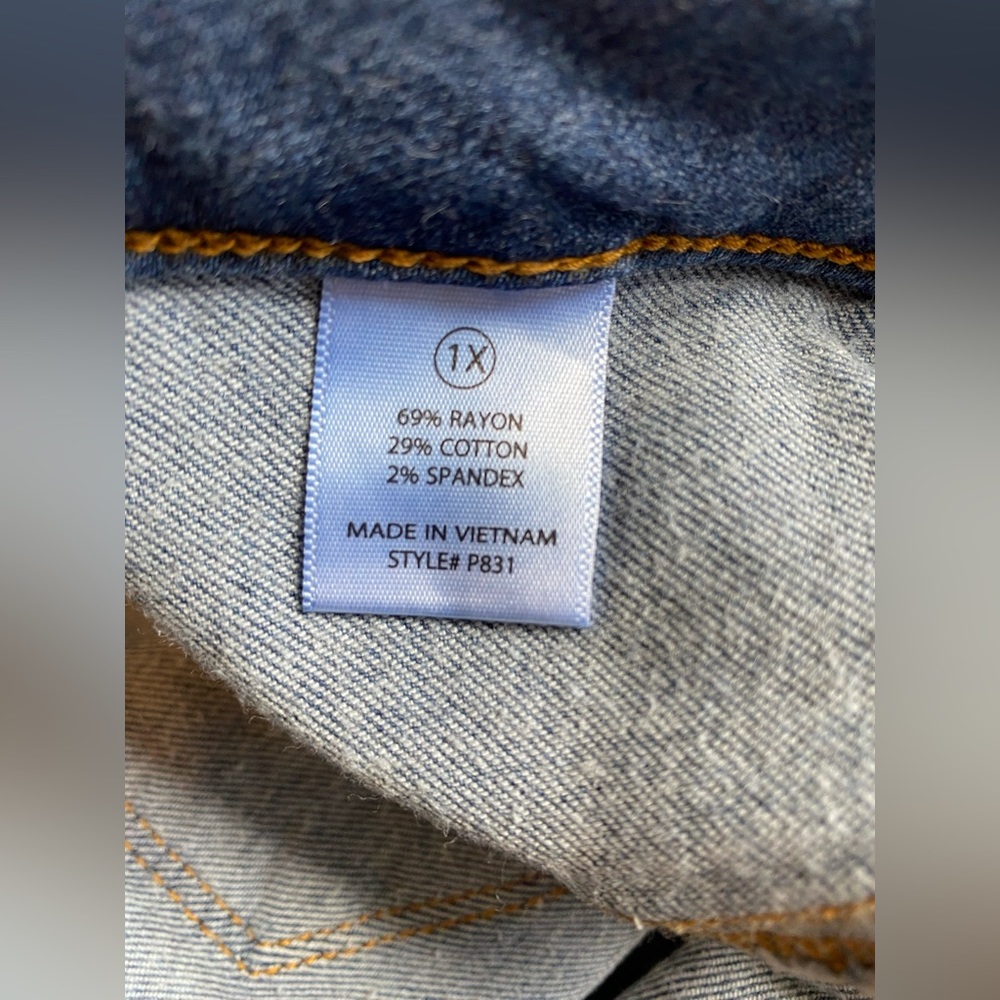 1X
69% RAYON
29% COTTON
2% SPANDEX
MADE IN VIETNAM
STYLE# P831